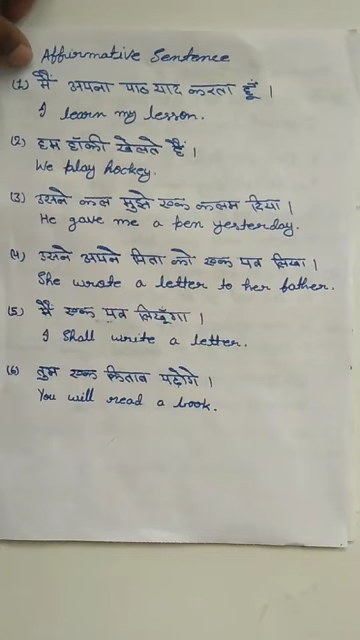 Affirmative Sentence
(1) मैं अपना पाठ याद करता हूँ।
I learn my lesson.
(2) हम हॉकी खेलते हैं।
We play hockey.
(3) उसने कल मुझे एक कलम दिया।
He gave me a pen yesterday.
(4) उसने अपने पिता को एक पत्र लिखा।
She wrote a letter to her father.
(5) मैं एक पत्र लिखूँगा।
I shall write a letter.
(6) तुम एक किताब पढ़ोगे।
You will read a book.